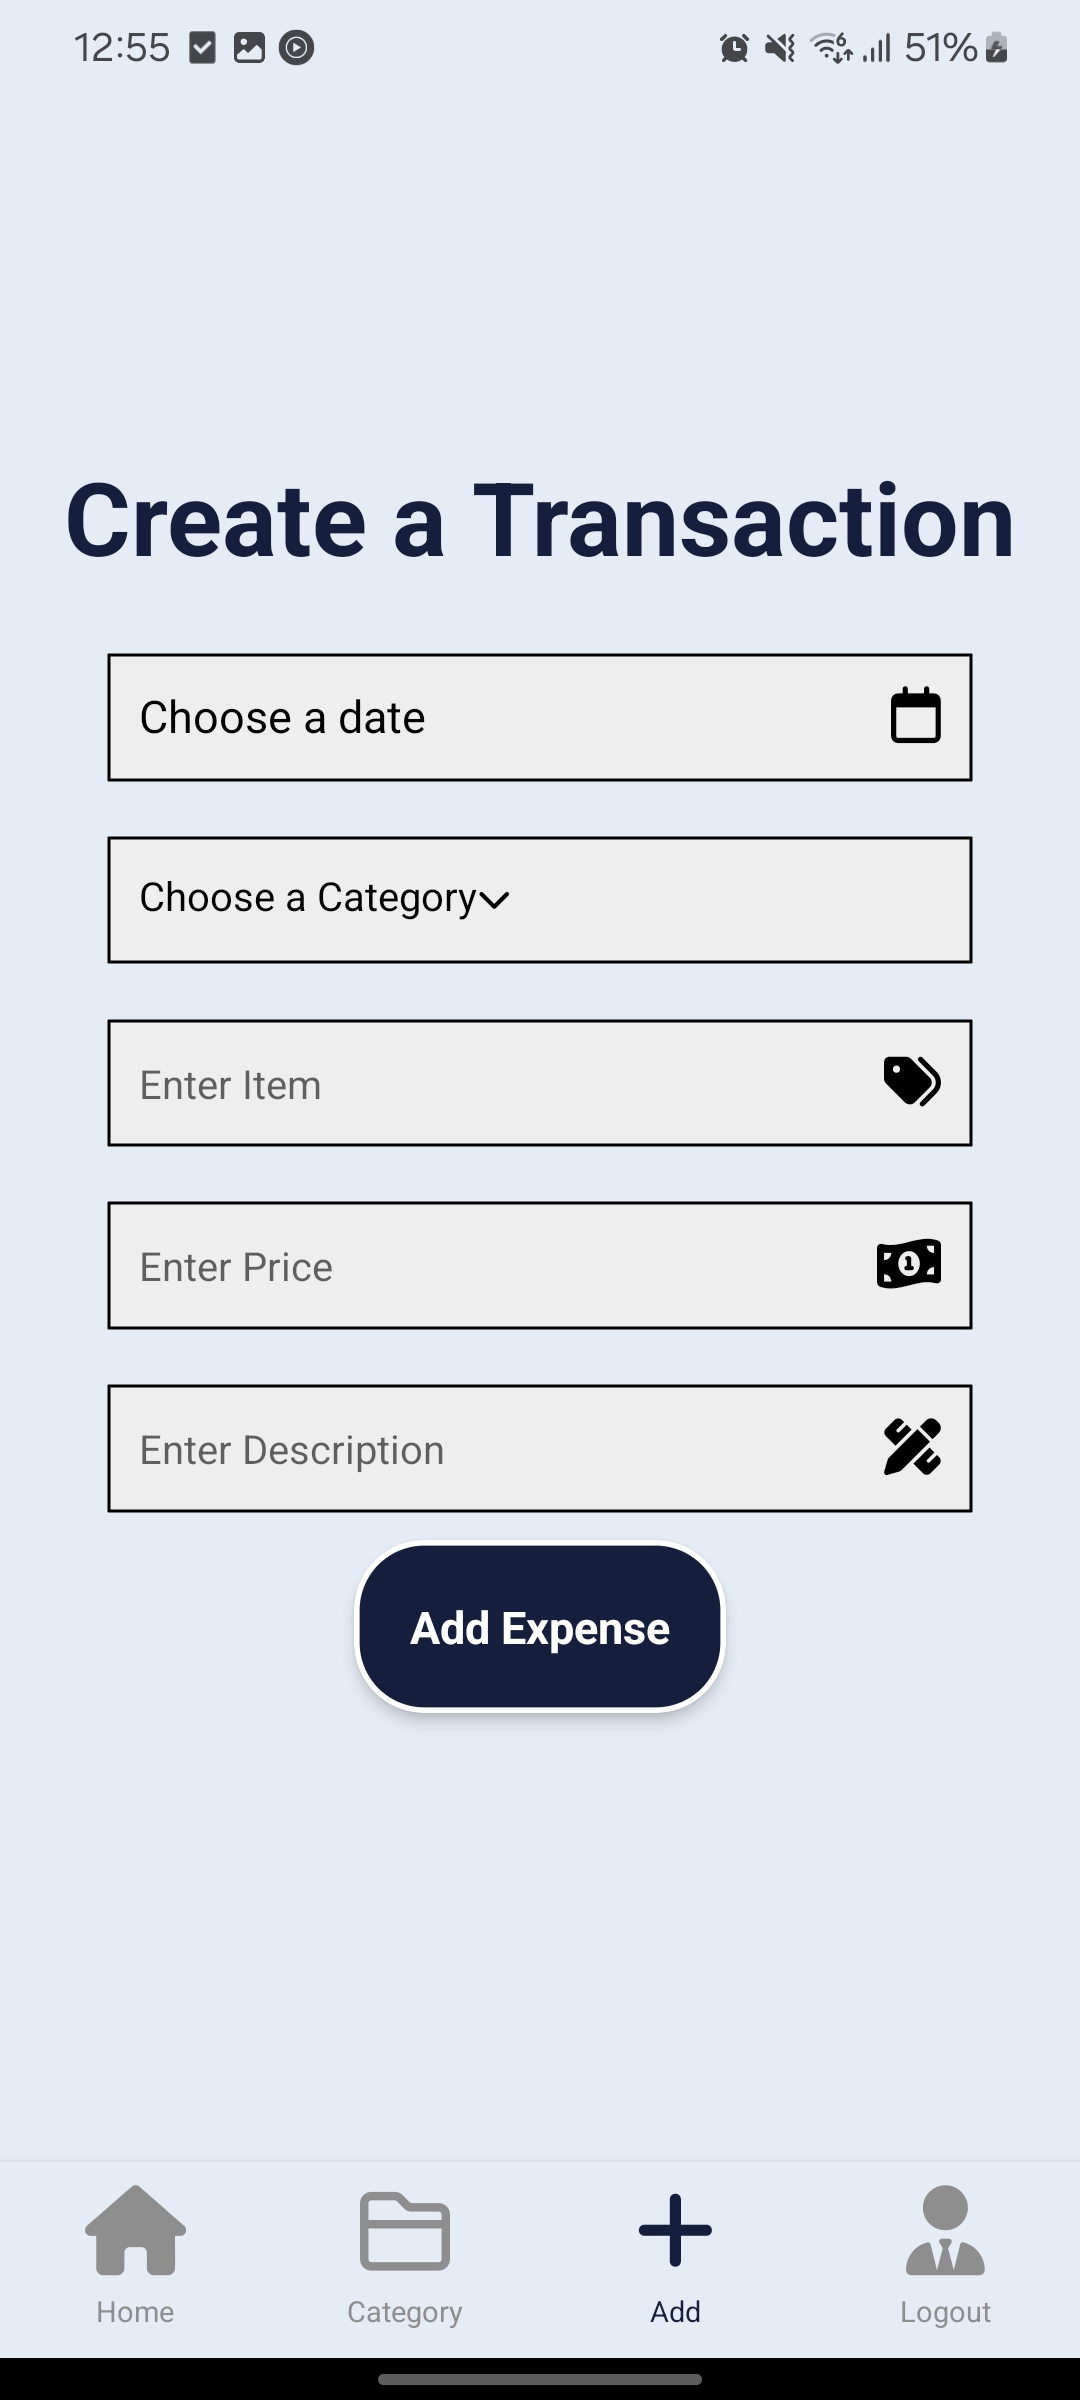 12:55 51%
Create a Transaction
Choose a date
Choose a Category
Enter Item
Enter Price
Enter Description
Add Expense
Home Category Add Logout